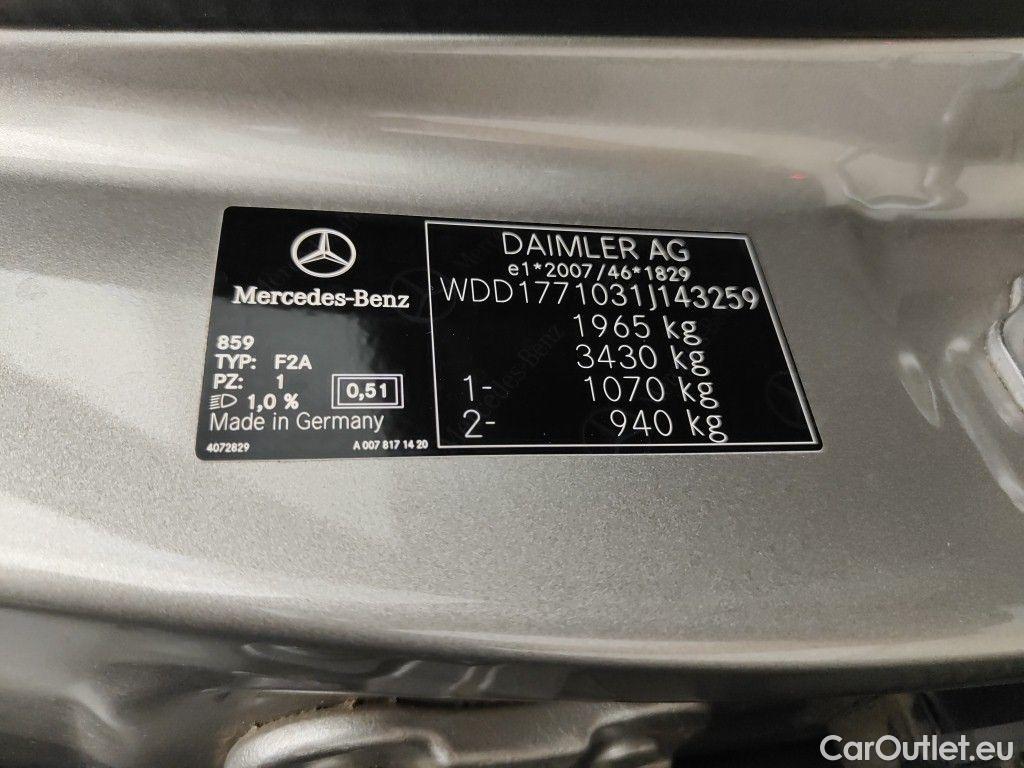 Mercedes-Benz
859
TYP: F2A
PZ: 1
1,0 %
0,51
Made in Germany
4072829
A 007 817 14 20
DAIMLER AG
e1*2007/46*1829
WDD1771031J143259
1965 kg
3430 kg
1- 1070 kg
2- 940 kg
CarOutlet.eu